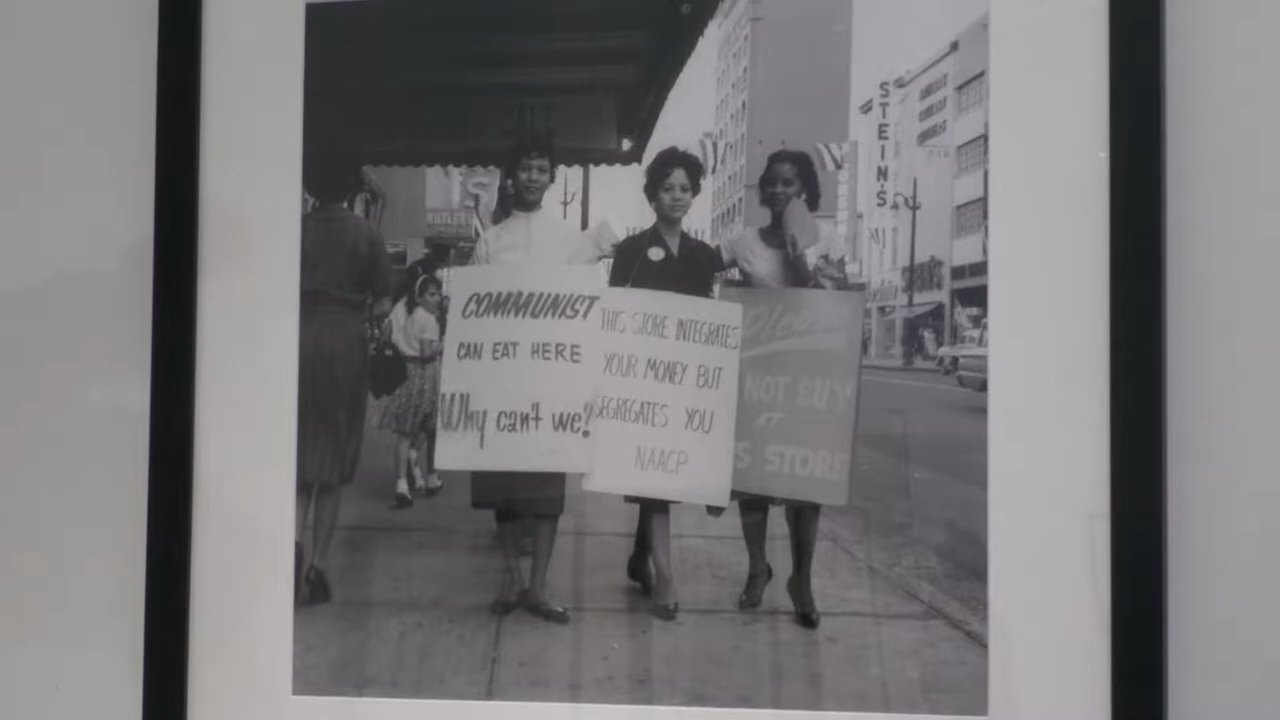 STEIN'S
COMMUNIST
CAN EAT HERE
Why can't we?
THIS STORE INTEGRATES
YOUR MONEY BUT
SEGREGATES YOU
NAACP
NOT BUY
AT
S STORE